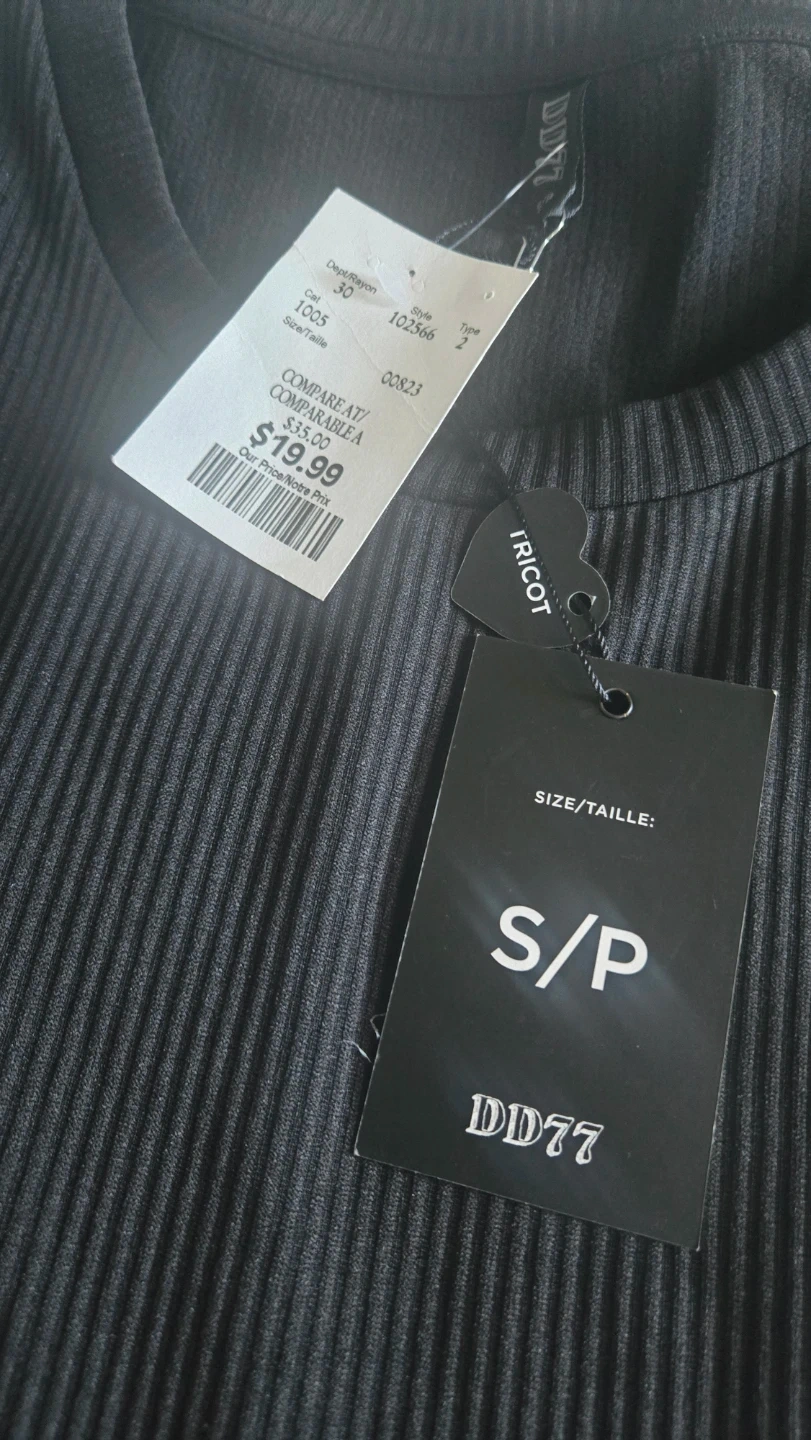 DD77
Dept/Rayon
30
Style
102566
Type
2
Cat
1005
Size/Taille
00823
COMPARE AT/
COMPARABLE A
$35.00
$19.99
Our Price/Notre Prix
TRICOT
SIZE/TAILLE:
S/P
DD77